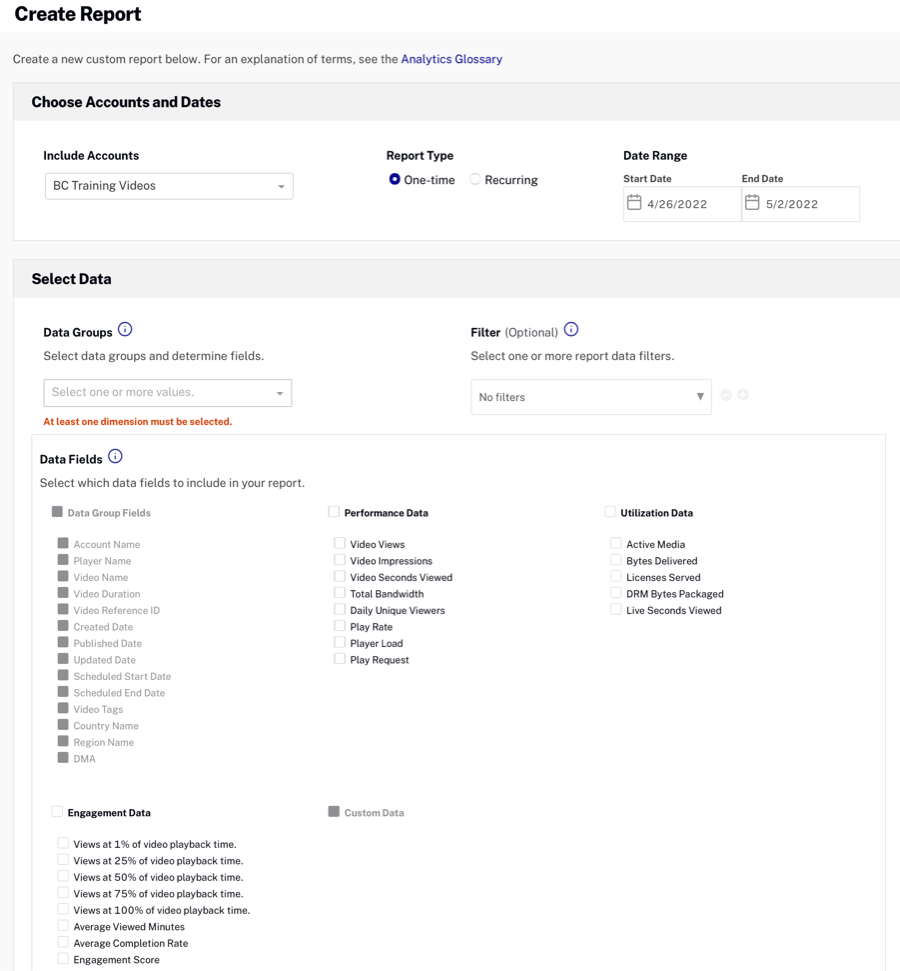 Create Report
Create a new custom report below. For an explanation of terms, see the Analytics Glossary
Choose Accounts and Dates
Include Accounts
BC Training Videos
Report Type
One-time
Recurring
Date Range
Start Date
End Date
4/26/2022
5/2/2022
Select Data
Data Groups
Select data groups and determine fields.
Select one or more values.
At least one dimension must be selected.
Filter (Optional)
Select one or more report data filters.
No filters
Data Fields
Select which data fields to include in your report.
Data Group Fields
Account Name
Player Name
Video Name
Video Duration
Video Reference ID
Created Date
Published Date
Updated Date
Scheduled Start Date
Scheduled End Date
Video Tags
Country Name
Region Name
DMA
Performance Data
Video Views
Video Impressions
Video Seconds Viewed
Total Bandwidth
Daily Unique Viewers
Play Rate
Player Load
Play Request
Utilization Data
Active Media
Bytes Delivered
Licenses Served
DRM Bytes Packaged
Live Seconds Viewed
Engagement Data
Views at 1% of video playback time.
Views at 25% of video playback time.
Views at 50% of video playback time.
Views at 75% of video playback time.
Views at 100% of video playback time.
Average Viewed Minutes
Average Completion Rate
Engagement Score
Custom Data